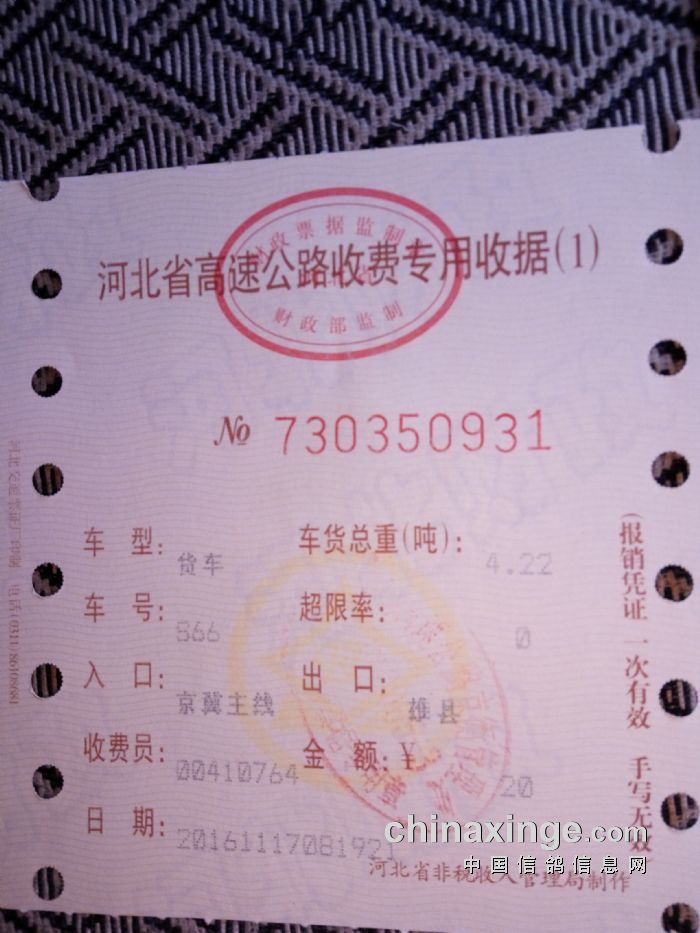 财政票据监制
河北省高速公路收费专用收据(1)
财政部监制
№ 730350931
车 型: 货车 车货总重(吨): 4.22
车 号: S66 超限率: 0
入 口: 京冀主线 出 口: 雄县
收费员: 00410764 金 额: ¥ 20
日 期: 20161117081921
(报销凭证 一次有效 手写无效
河北省非税收入管理局制作
chinaxinge.com
中国信鸽信息网